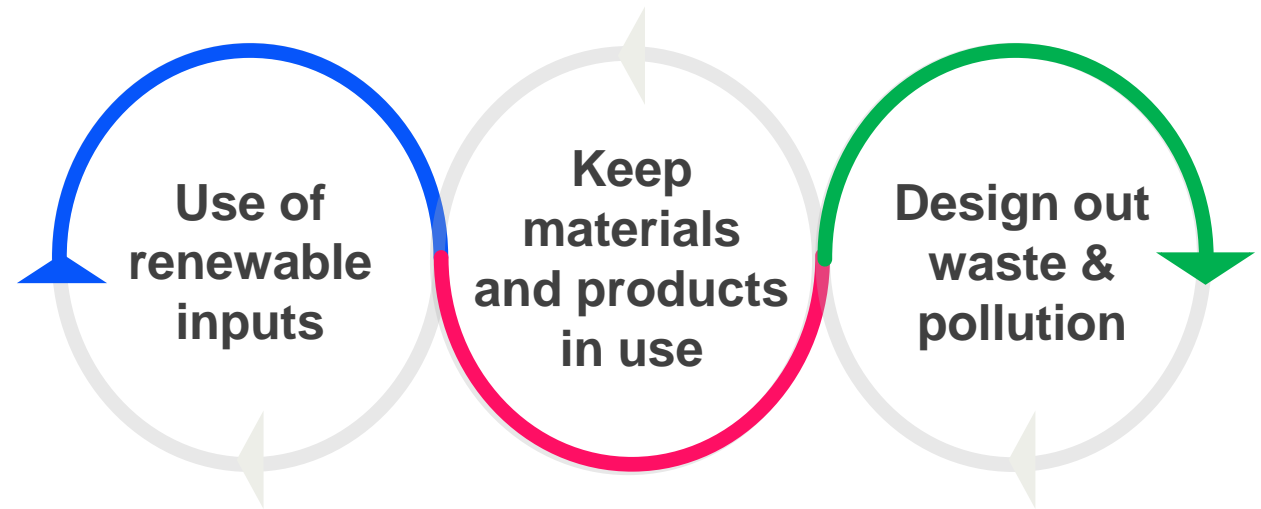 Use of
renewable
inputs
Keep
materials
and products
in use
Design out
waste &
pollution